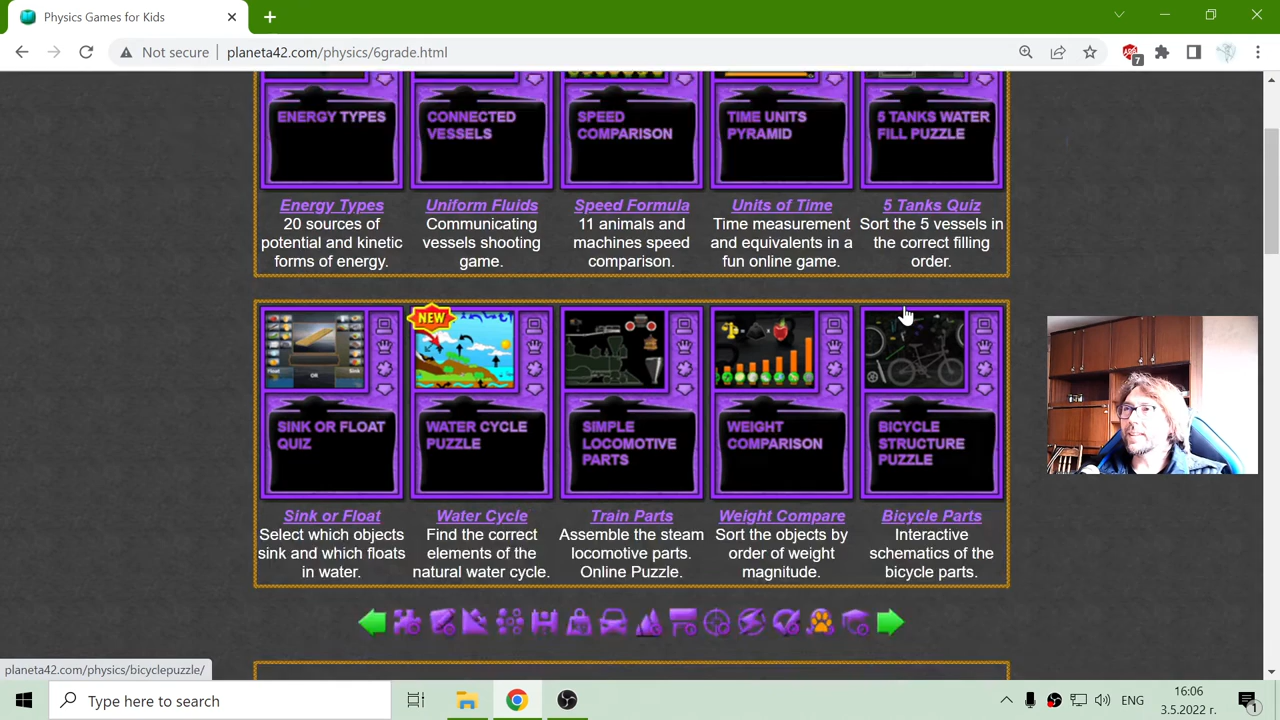 Physics Games for Kids
Not secure
planeta42.com/physics/6grade.html
7
ENERGY TYPES
CONNECTED
VESSELS
SPEED
COMPARISON
TIME UNITS
PYRAMID
5 TANKS WATER
FILL PUZZLE
Energy Types
20 sources of
potential and kinetic
forms of energy.
Uniform Fluids
Communicating
vessels shooting
game.
Speed Formula
11 animals and
machines speed
comparison.
Units of Time
Time measurement
and equivalents in a
fun online game.
5 Tanks Quiz
Sort the 5 vessels in
the correct filling
order.
Float
OR
Sink
NEW
SINK OR FLOAT
QUIZ
WATER CYCLE
PUZZLE
SIMPLE
LOCOMOTIVE
PARTS
WEIGHT
COMPARISON
BICYCLE
STRUCTURE
PUZZLE
Sink or Float
Select which objects
sink and which floats
in water.
Water Cycle
Find the correct
elements of the
natural water cycle.
Train Parts
Assemble the steam
locomotive parts.
Online Puzzle.
Weight Compare
Sort the objects by
order of weight
magnitude.
Bicycle Parts
Interactive
schematics of the
bicycle parts.
planeta42.com/physics/bicyclepuzzle/
Type here to search
ENG
16:06
3.5.2022 г.
1